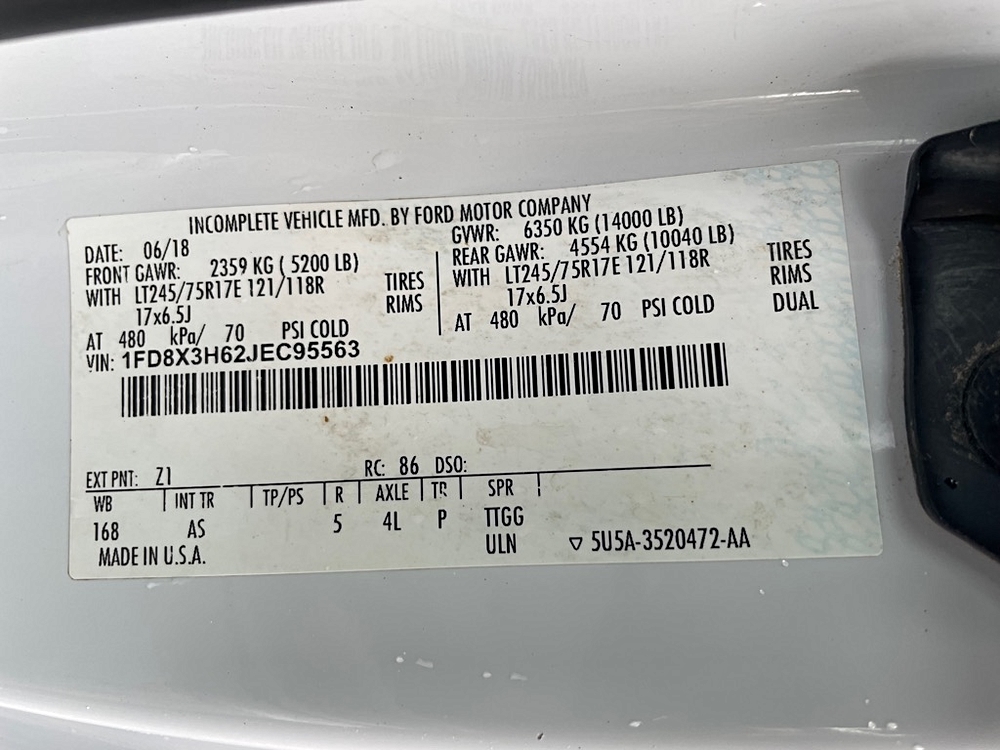 INCOMPLETE VEHICLE MFD. BY FORD MOTOR COMPANY
DATE: 06/18
GVWR: 6350 KG (14000 LB)
FRONT GAWR: 2359 KG ( 5200 LB)
REAR GAWR: 4554 KG (10040 LB)
WITH LT245/75R17E 121/118R TIRES
WITH LT245/75R17E 121/118R TIRES
17x6.5J RIMS
17x6.5J RIMS
AT 480 kPa/ 70 PSI COLD
AT 480 kPa/ 70 PSI COLD DUAL
VIN: 1FD8X3H62JEC95563
EXT PNT: Z1 RC: 86 DSO:
WB INT TR TP/PS R AXLE TR SPR
168 AS 5 4L P TTGG
ULN
MADE IN U.S.A. 5U5A-3520472-AA